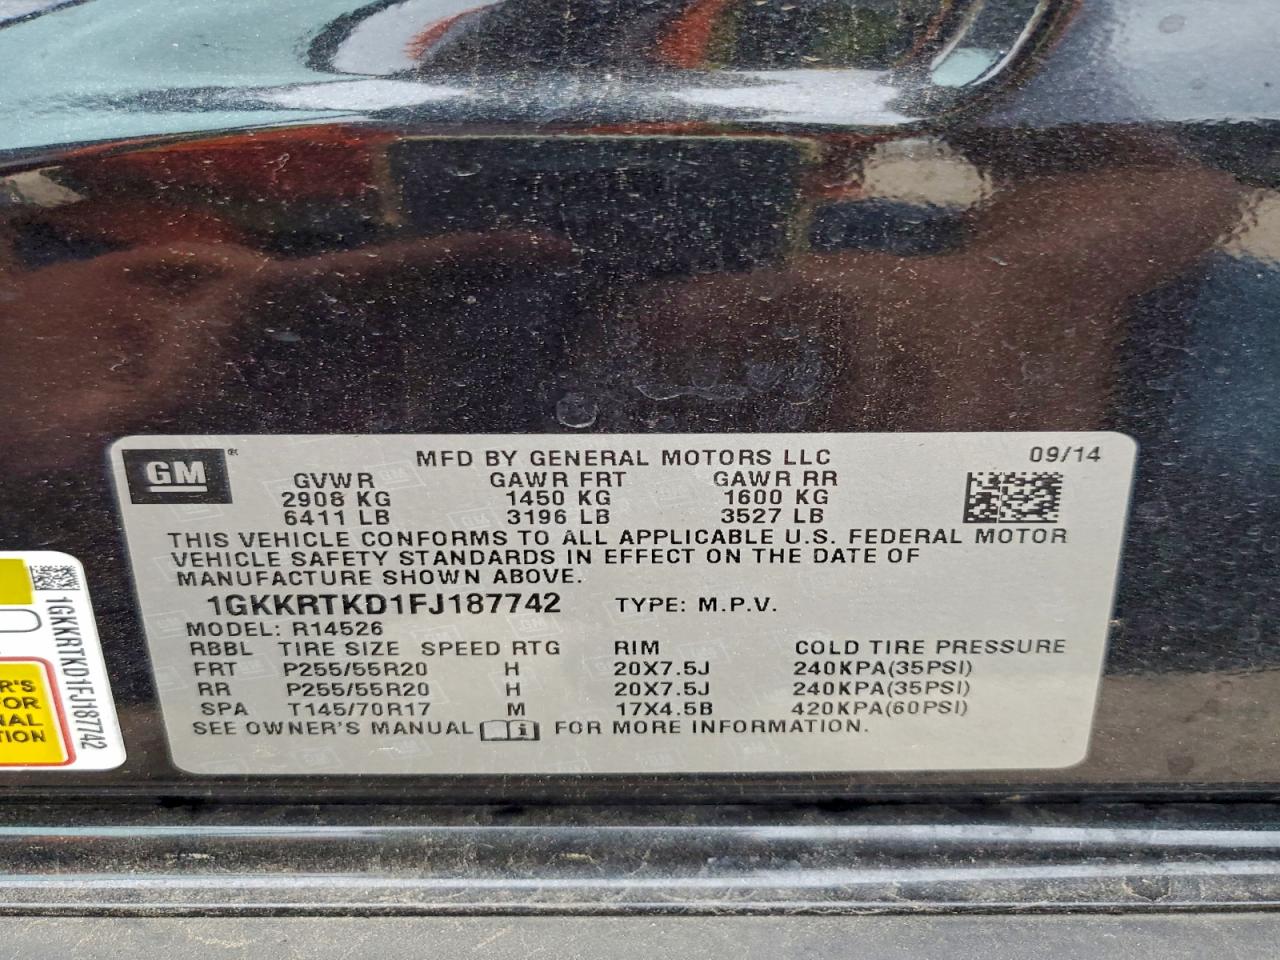 GM ®
MFD BY GENERAL MOTORS LLC
09/14
GVWR GAWR FRT GAWR RR
2908 KG 1450 KG 1600 KG
6411 LB 3196 LB 3527 LB
THIS VEHICLE CONFORMS TO ALL APPLICABLE U.S. FEDERAL MOTOR
VEHICLE SAFETY STANDARDS IN EFFECT ON THE DATE OF
MANUFACTURE SHOWN ABOVE.
1GKKRTKD1FJ187742 TYPE: M.P.V.
MODEL: R14526
RBBL TIRE SIZE SPEED RTG RIM COLD TIRE PRESSURE
FRT P255/55R20 H 20X7.5J 240KPA(35PSI)
RR P255/55R20 H 20X7.5J 240KPA(35PSI)
SPA T145/70R17 M 17X4.5B 420KPA(60PSI)
SEE OWNER'S MANUAL i FOR MORE INFORMATION.
1GKKRTKD1FJ187742
R'S
FOR
NAL
TION